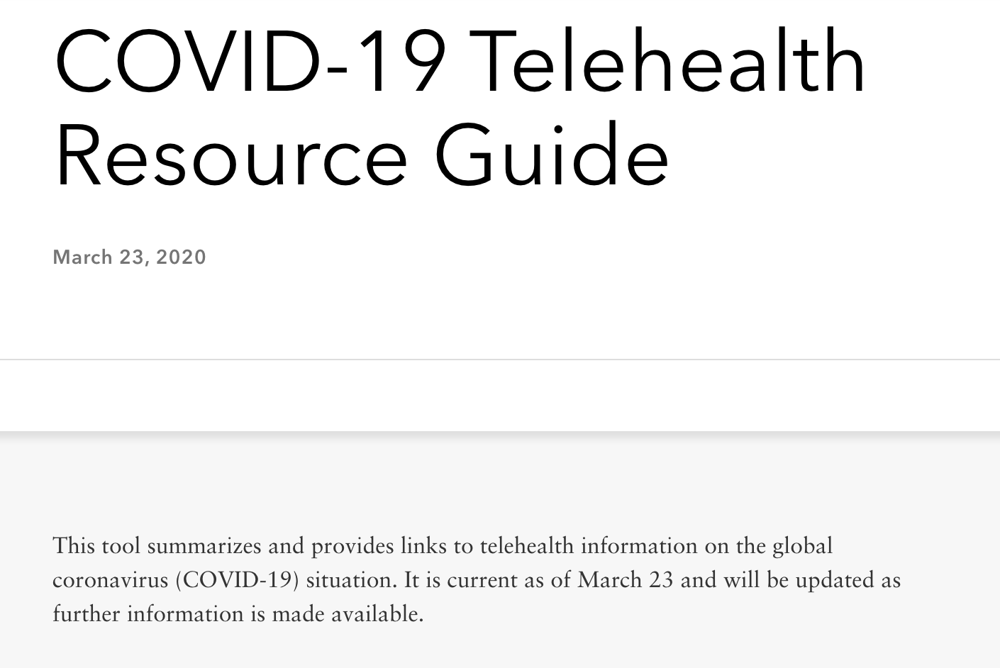 COVID-19 Telehealth
Resource Guide
March 23, 2020
This tool summarizes and provides links to telehealth information on the global
coronavirus (COVID-19) situation. It is current as of March 23 and will be updated as
further information is made available.